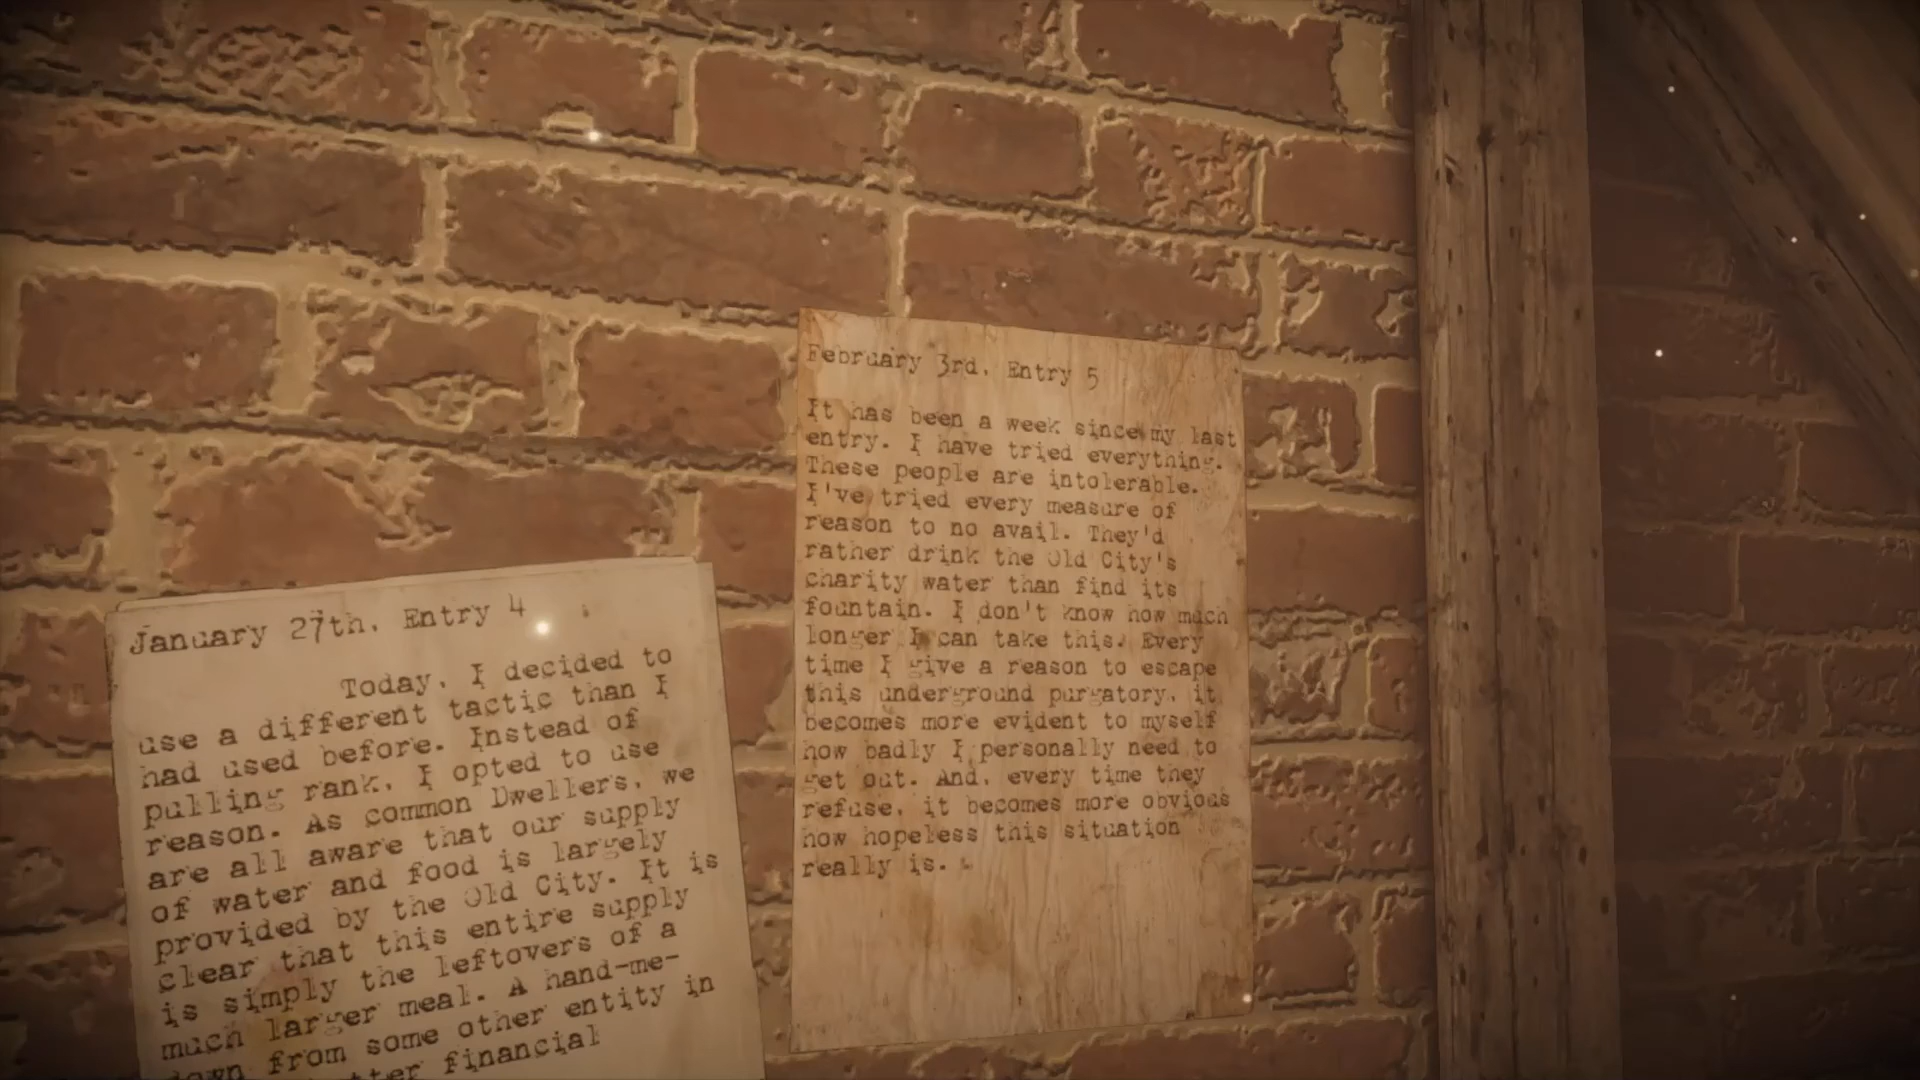 January 27th, Entry 4
Today, I decided to
use a different tactic than I
had used before. Instead of
pulling rank, I opted to use
reason. As common Dwellers, we
are all aware that our supply
of water and food is largely
provided by the Old City. It is
clear that this entire supply
is simply the leftovers of a
much larger meal. A hand-me-
down from some other entity in
financial
February 3rd, Entry 5
It has been a week since my last
entry. I have tried everything.
These people are intolerable.
I've tried every measure of
reason to no avail. They'd
rather drink the Old City's
charity water than find its
fountain. I don't know how much
longer I can take this. Every
time I give a reason to escape
this underground purgatory, it
becomes more evident to myself
how badly I personally need to
get out. And, every time they
refuse, it becomes more obvious
how hopeless this situation
really is.